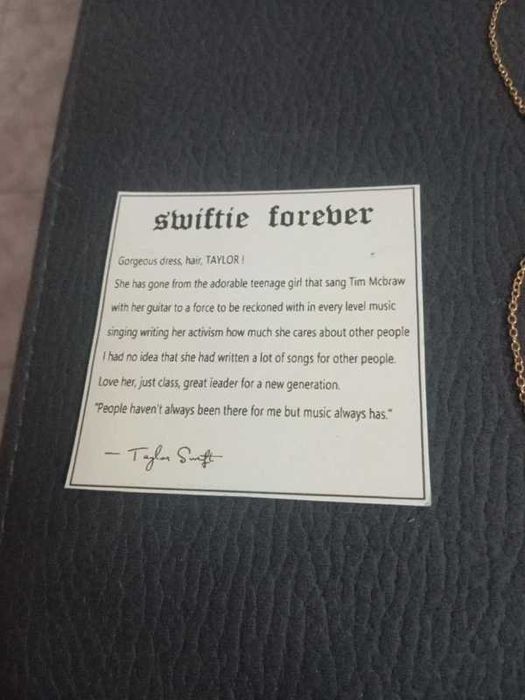 swiftie forever
Gorgeous dress, hair, TAYLOR !
She has gone from the adorable teenage girl that sang Tim Mcbraw
with her guitar to a force to be reckoned with in every level music
singing writing her activism how much she cares about other people
I had no idea that she had written a lot of songs for other people.
Love her, just class, great leader for a new generation.
"People haven't always been there for me but music always has."
— Taylor Swift